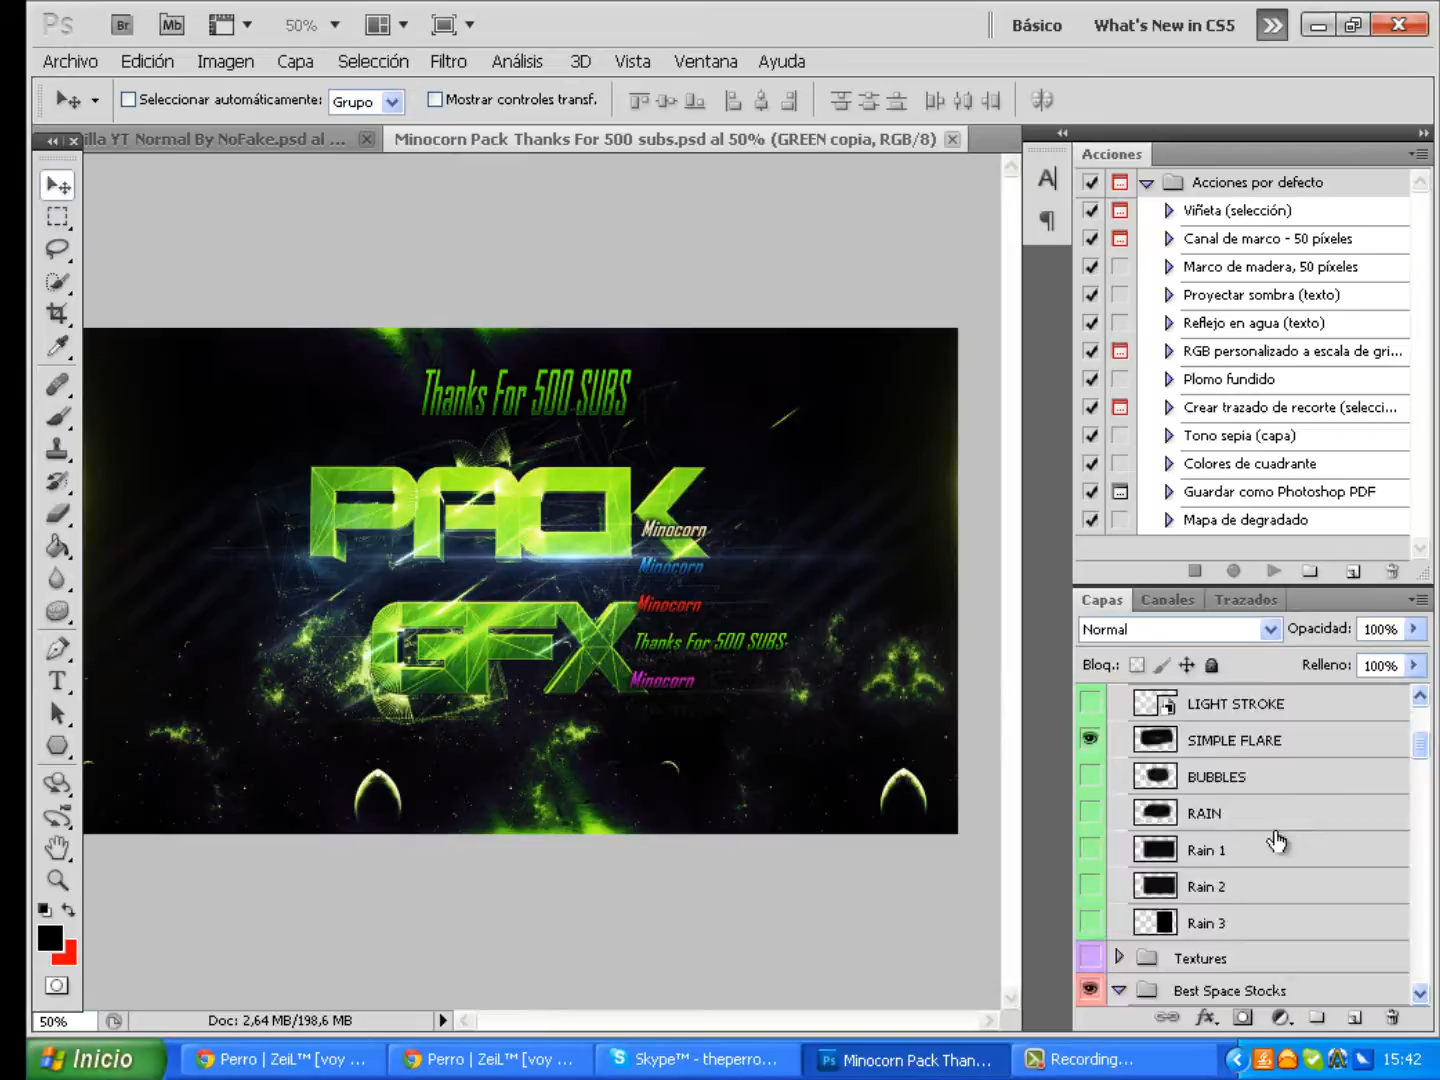 Ps Br Mb 50% Básico What's New in CS5
Archivo Edición Imagen Capa Selección Filtro Análisis 3D Vista Ventana Ayuda
Seleccionar automáticamente: Grupo Mostrar controles transf.
illa YT Normal By NoFake.psd al ... Minocorn Pack Thanks For 500 subs.psd al 50% (GREEN copia, RGB/8)
Acciones
Acciones por defecto
Viñeta (selección)
Canal de marco - 50 píxeles
Marco de madera, 50 píxeles
Proyectar sombra (texto)
Reflejo en agua (texto)
RGB personalizado a escala de gri...
Plomo fundido
Crear trazado de recorte (selecci...
Tono sepia (capa)
Colores de cuadrante
Guardar como Photoshop PDF
Mapa de degradado
Thanks For 500 SUBS
PACK
Minocorn
Minocorn
Minocorn
GFX
Thanks For 500 SUBS
Minocorn
Capas Canales Trazados
Normal Opacidad: 100%
Bloq.: Relleno: 100%
LIGHT STROKE
SIMPLE FLARE
BUBBLES
RAIN
Rain 1
Rain 2
Rain 3
Textures
Best Space Stocks
fx
50% Doc: 2,64 MB/198,6 MB
Inicio Perro | ZeiL™ [voy ... Perro | ZeiL™ [voy ... Skype™ - theperro... Ps Minocorn Pack Than... Recording... 15:42